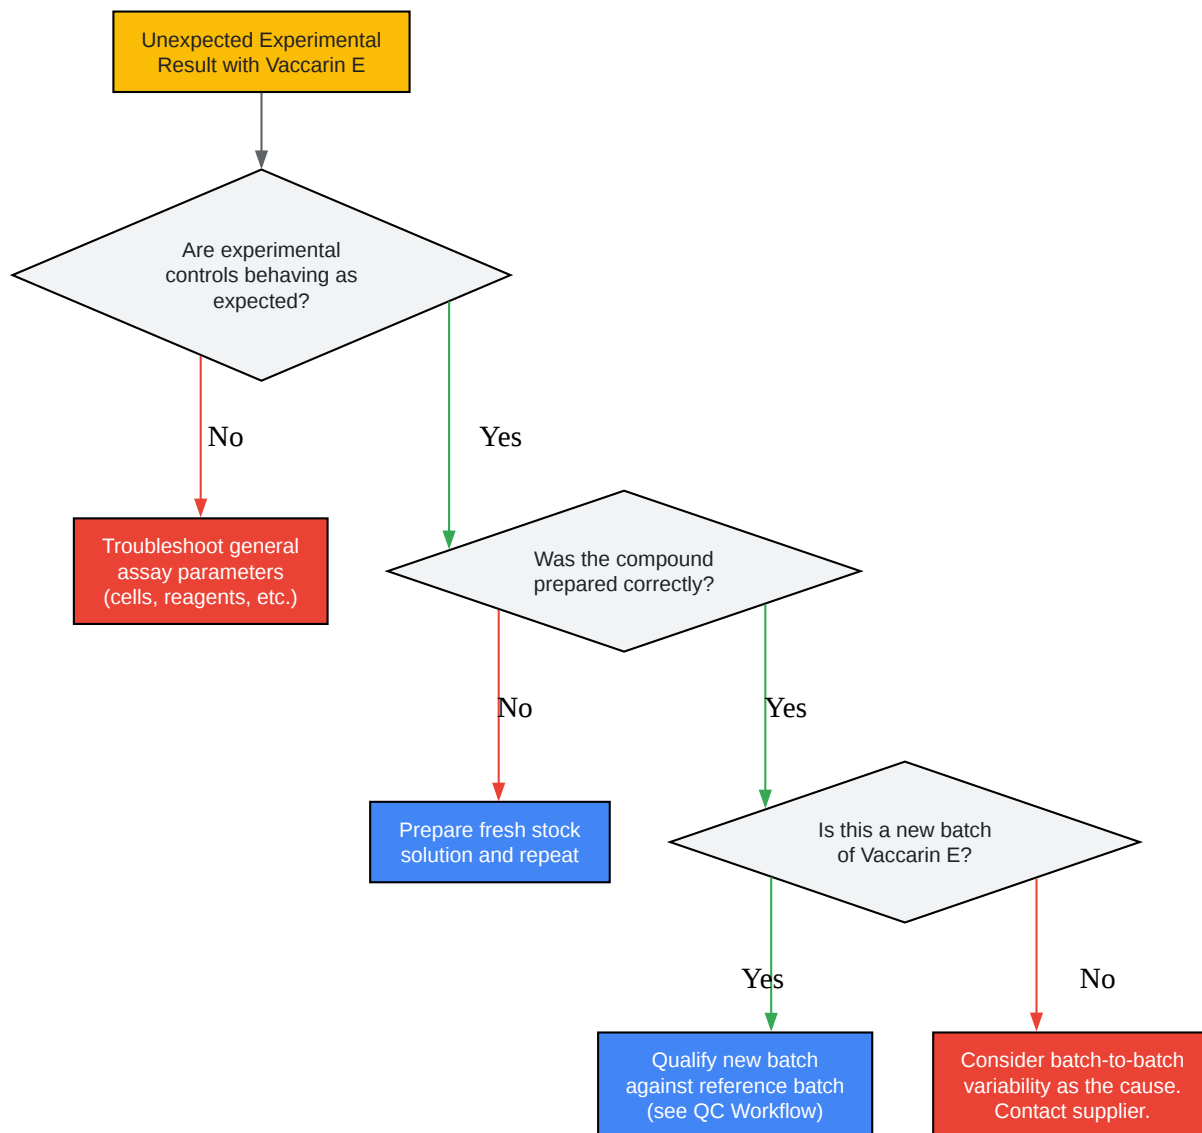 Unexpected Experimental
Result with Vaccarin E
Are experimental
controls behaving as
expected?
No
Yes
Troubleshoot general
assay parameters
(cells, reagents, etc.)
Was the compound
prepared correctly?
No
Yes
Prepare fresh stock
solution and repeat
Is this a new batch
of Vaccarin E?
Yes
No
Qualify new batch
against reference batch
(see QC Workflow)
Consider batch-to-batch
variability as the cause.
Contact supplier.